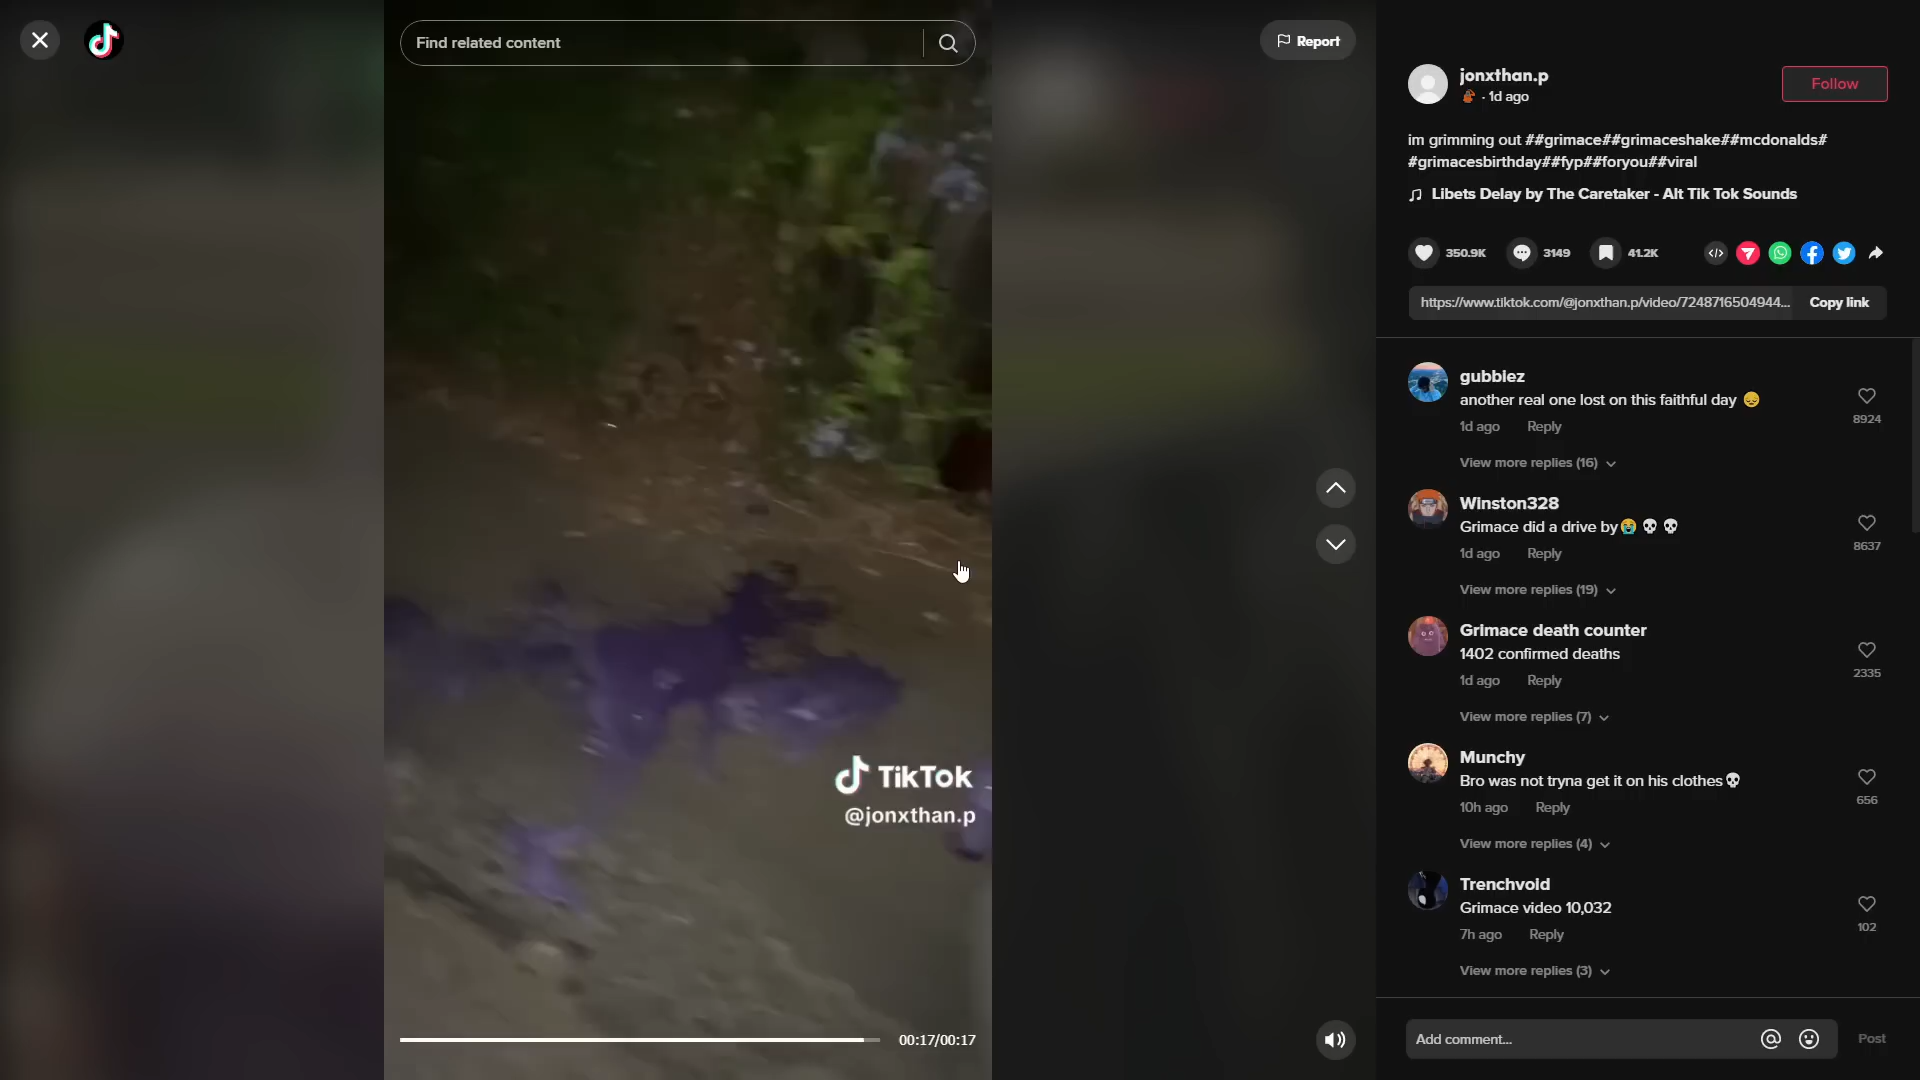 Find related content
Report
jonxthan.p
· 1d ago
Follow
im grimming out ##grimace##grimaceshake##mcdonalds#
#grimacesbirthday##fyp##foryou##viral
Libets Delay by The Caretaker - Alt Tik Tok Sounds
350.9K
3149
41.2K
https://www.tiktok.com/@jonxthan.p/video/7248716504944...
Copy link
gubblez
another real one lost on this faithful day 😔
8924
1d ago Reply
View more replies (16)
Winston328
Grimace did a drive by😭 💀 💀
8637
1d ago Reply
View more replies (19)
Grimace death counter
1402 confirmed deaths
2335
1d ago Reply
View more replies (7)
Munchy
Bro was not tryna get it on his clothes💀
656
10h ago Reply
View more replies (4)
Trenchvoid
Grimace video 10,032
102
7h ago Reply
View more replies (3)
TikTok
@jonxthan.p
00:17/00:17
Add comment...
Post